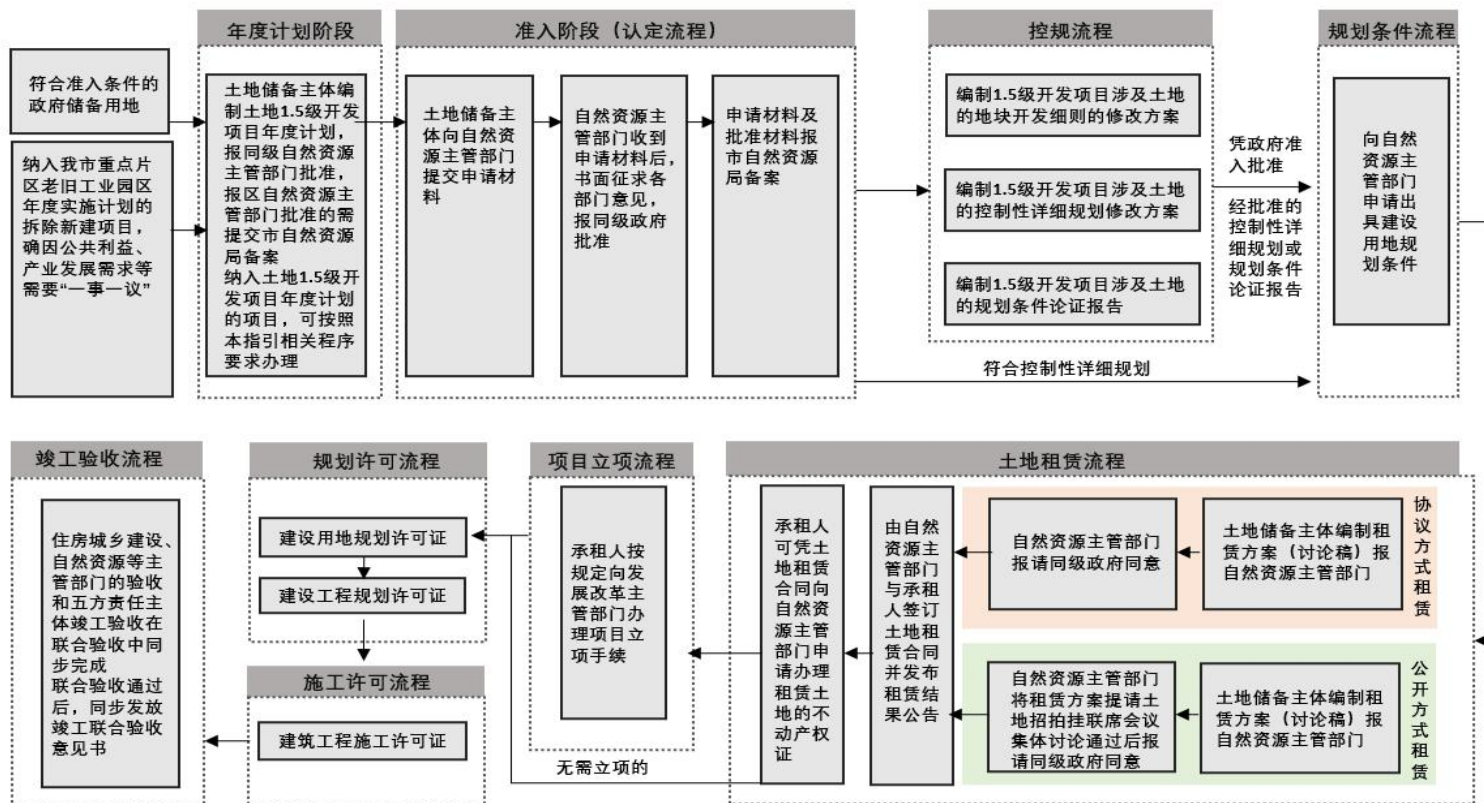 符合准入条件的
政府储备用地
纳入我市重点片
区老旧工业园区
年度实施计划的
拆除新建项目，
确因公共利益、
产业发展需求等
需要“一事一议”
年度计划阶段
土地储备主体编
制土地1.5级开发
项目年度计划，
报同级自然资源
主管部门批准，
报区自然资源主
管部门批准的需
提交市自然资源
局备案
纳入土地1.5级开
发项目年度计划
的项目，可按照
本指引相关程序
要求办理
准入阶段（认定流程）
土地储备主
体向自然资
源主管部门
提交申请材
料
自然资源主
管部门收到
申请材料后，
书面征求各
部门意见，
报同级政府
批准
申请材料及
批准材料报
市自然资源
局备案
控规流程
编制1.5级开发项目涉及土地
的地块开发细则的修改方案
编制1.5级开发项目涉及土地
的控制性详细规划修改方案
编制1.5级开发项目涉及土地
的规划条件论证报告
凭政府准
入批准
经批准的
控制性详
细规划或
规划条件
论证报告
符合控制性详细规划
规划条件流程
向自然
资源主
管部门
申请出
具建设
用地规
划条件
竣工验收流程
住房城乡建设、
自然资源等主
管部门的验收
和五方责任主
体竣工验收在
联合验收中同
步完成
联合验收通过
后，同步发放
竣工联合验收
意见书
规划许可流程
建设用地规划许可证
建设工程规划许可证
施工许可流程
建筑工程施工许可证
项目立项流程
承租人按
规定向发
展改革主
管部门办
理项目立
项手续
无需立项的
土地租赁流程
承租人
可凭土
地租赁
合同向
自然资
源主管
部门申
请办理
租赁土
地的不
动产权
证
由自然
资源主
管部门
与承租
人签订
土地租
赁合同
并发布
租赁结
果公告
自然资源主管部门
报请同级政府同意
土地储备主体编制租
赁方案（讨论稿）报
自然资源主管部门
协议方式租赁
自然资源主管部门
将租赁方案提请土
地招拍挂联席会议
集体讨论通过后报
请同级政府同意
土地储备主体编制租
赁方案（讨论稿）报
自然资源主管部门
公开方式租赁